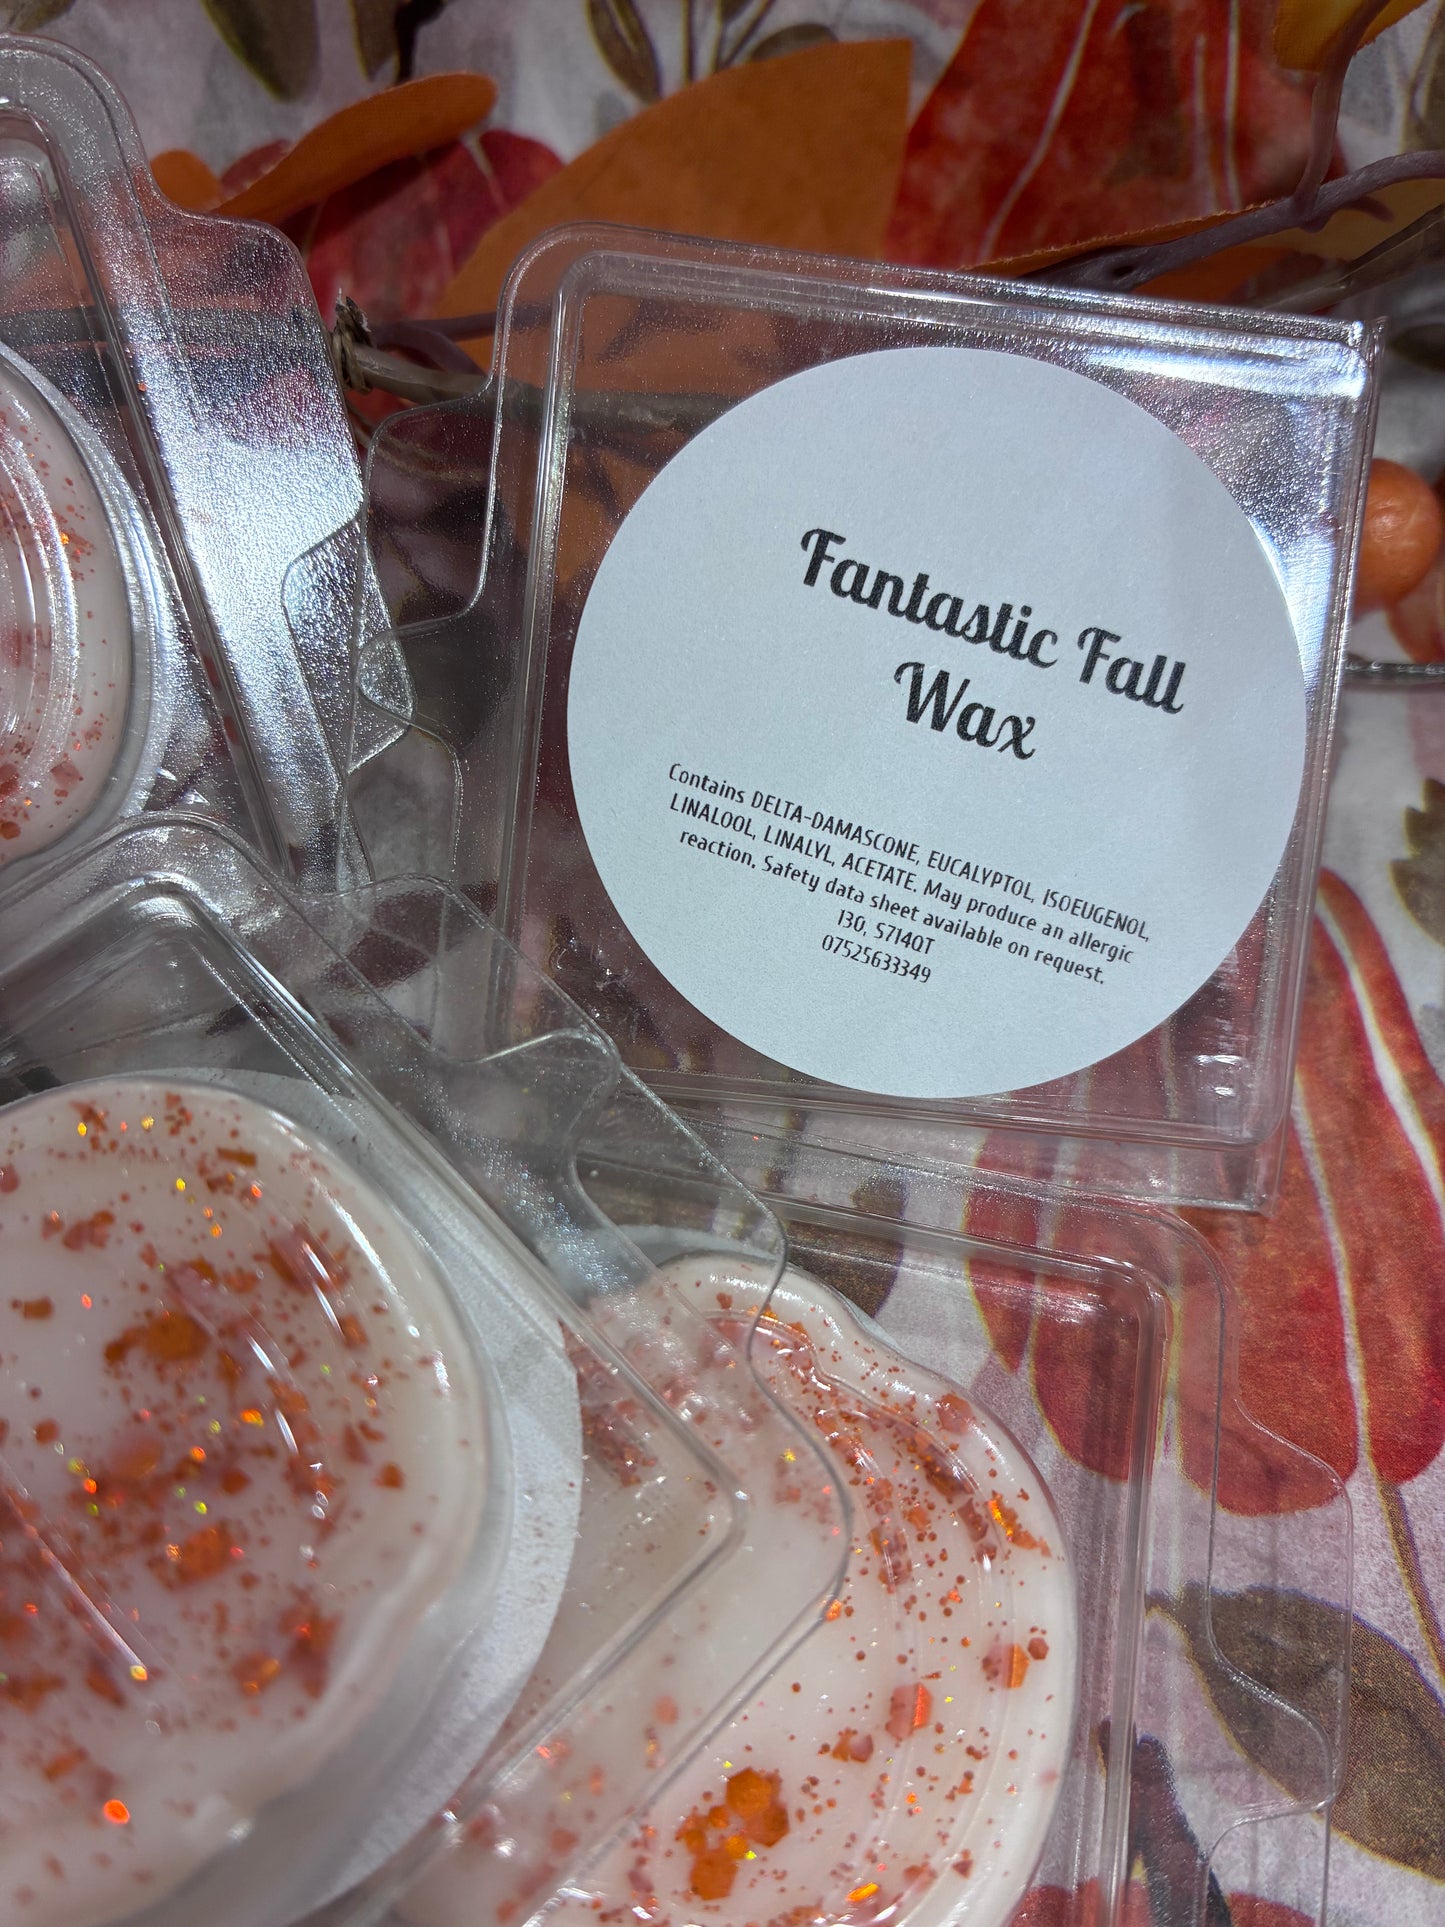 Fantastic Fall
Wax
Contains DELTA-DAMASCONE, EUCALYPTOL, ISOEUGENOL,
LINALOOL, LINALYL, ACETATE. May produce an allergic
reaction. Safety data sheet available on request.
130, S714QT
07525633349